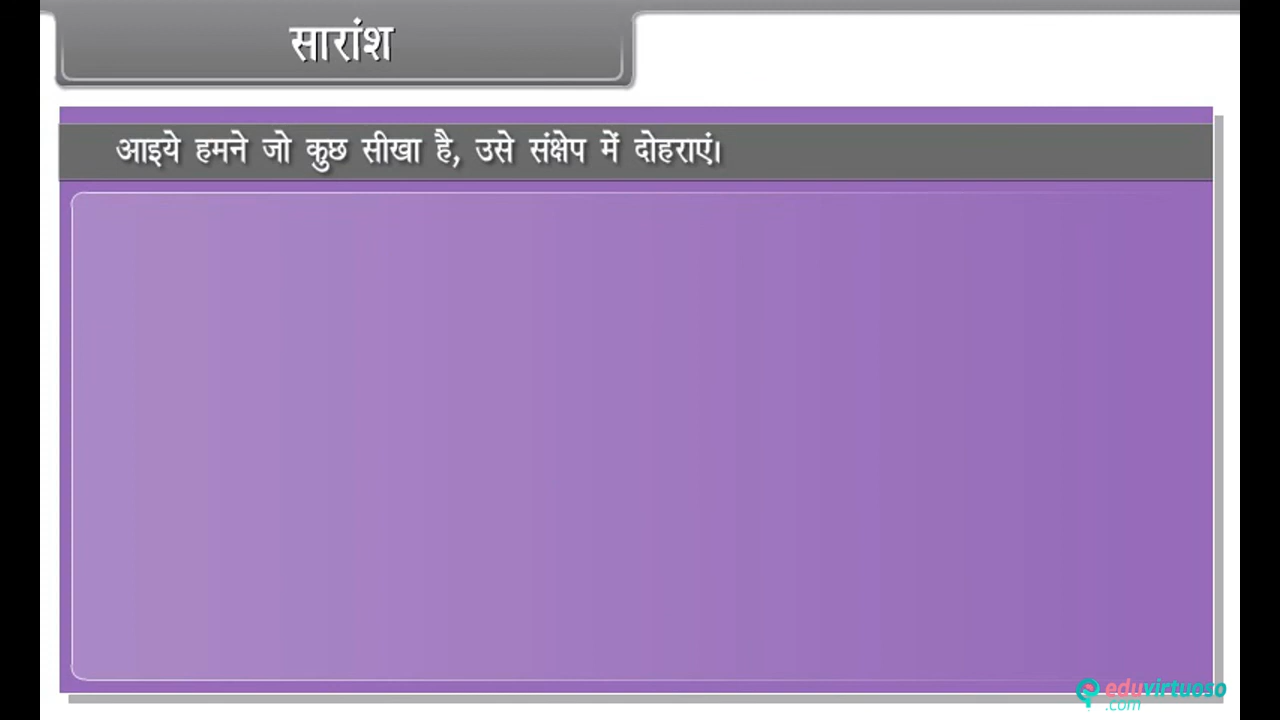 सारांश
आइये हमने जो कुछ सीखा है, उसे संक्षेप में दोहराएं।
eduvirtuoso
.com